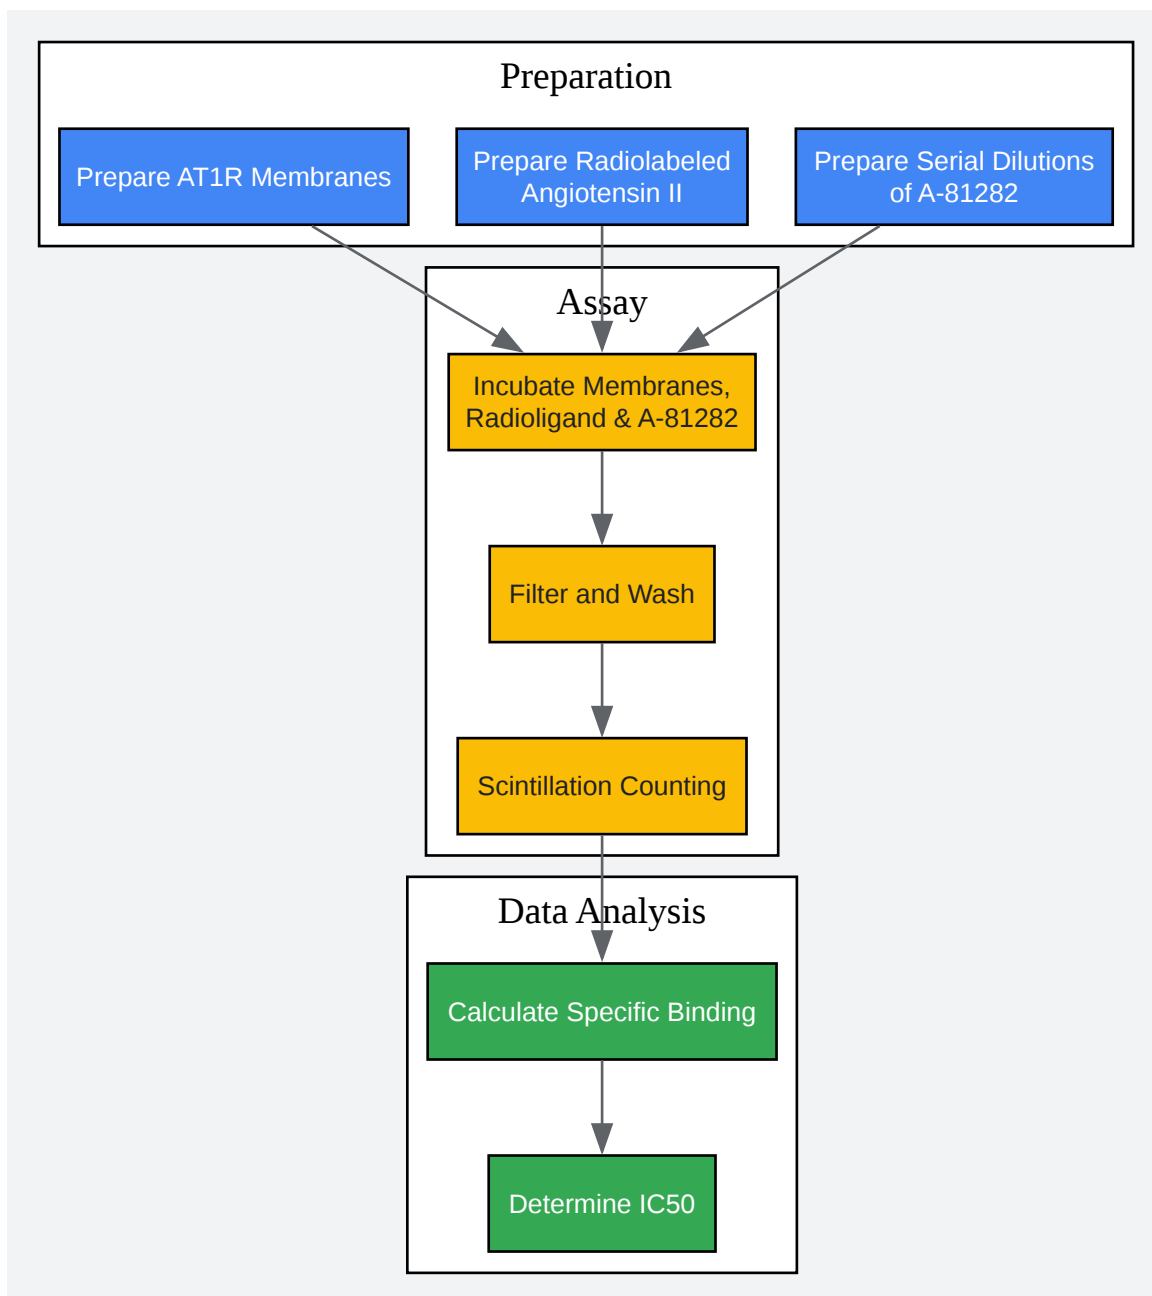 Preparation
Prepare AT1R Membranes
Prepare Radiolabeled
Angiotensin II
Prepare Serial Dilutions
of A-81282
Assay
Incubate Membranes,
Radioligand & A-81282
Filter and Wash
Scintillation Counting
Data Analysis
Calculate Specific Binding
Determine IC50